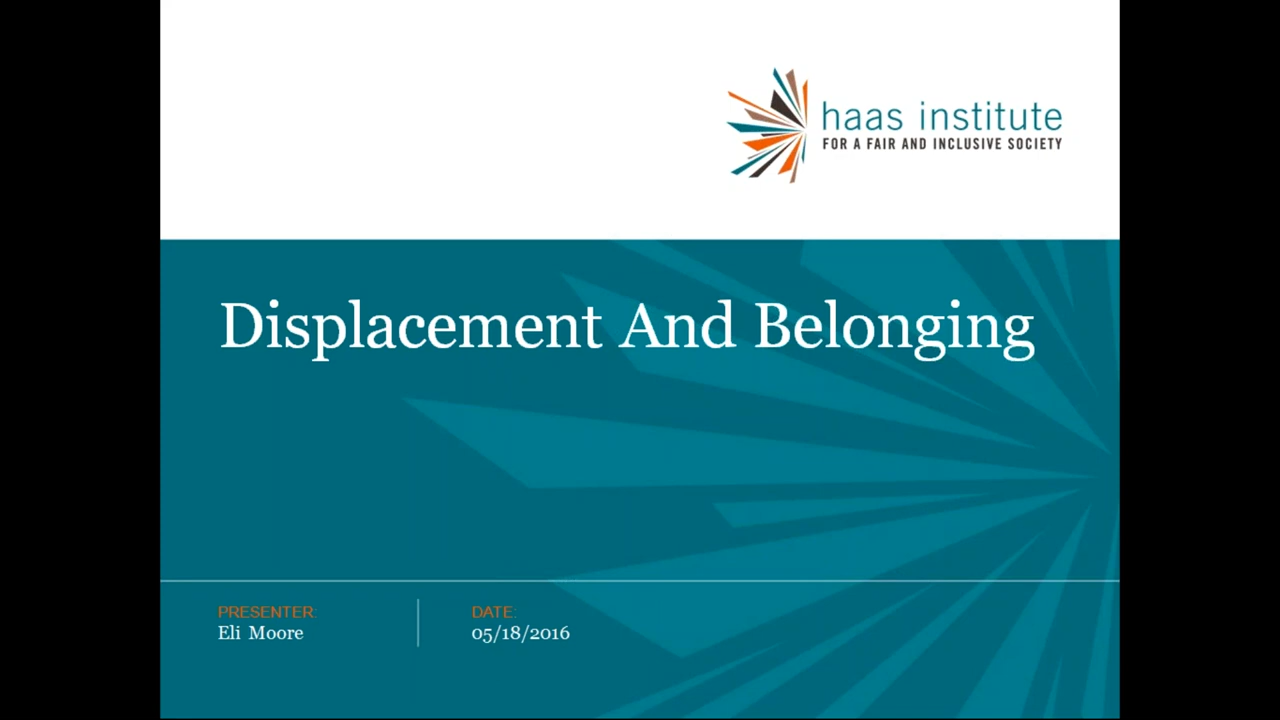 haas institute
FOR A FAIR AND INCLUSIVE SOCIETY
Displacement And Belonging
PRESENTER:
Eli Moore
DATE:
05/18/2016